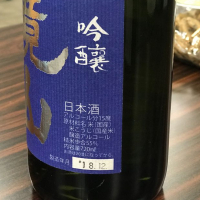 吟醸
日本酒
アルコール分15度
原材料名 米(国産)
米こうじ(国産米)
醸造アルコール
精米歩合55%
内容量720ml
製造年月
18.12
山